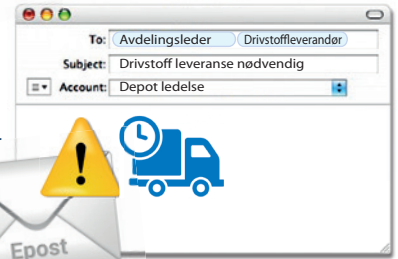 To: Avdelingsleder Drivstoffleverandør
Subject: Drivstoff leveranse nødvendig
Account: Depot ledelse
Epost